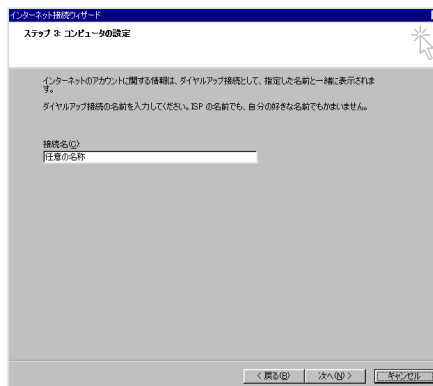 インターネット接続ウィザード
ステップ 3: コンピュータの設定
インターネットのアカウントに関する情報は、ダイヤルアップ接続として、指定した名前と一緒に表示されま
す。
ダイヤルアップ接続の名前を入力してください。ISP の名前でも、自分の好きな名前でもかまいません。
接続名(C)
任意の名称
< 戻る(B)
次へ(N) >
キャンセル